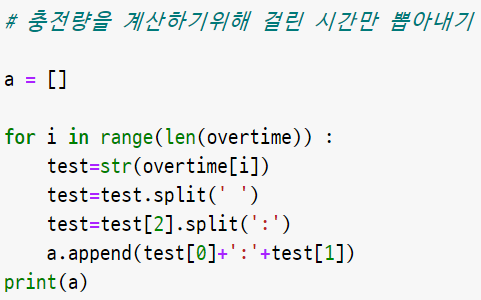 # 충전량을 계산하기위해 걸린 시간만 뽑아내기
a = []
for i in range(len(overtime)) :
    test=str(overtime[i])
    test=test.split(' ')
    test=test[2].split(':')
    a.append(test[0]+':'+test[1])
print(a)